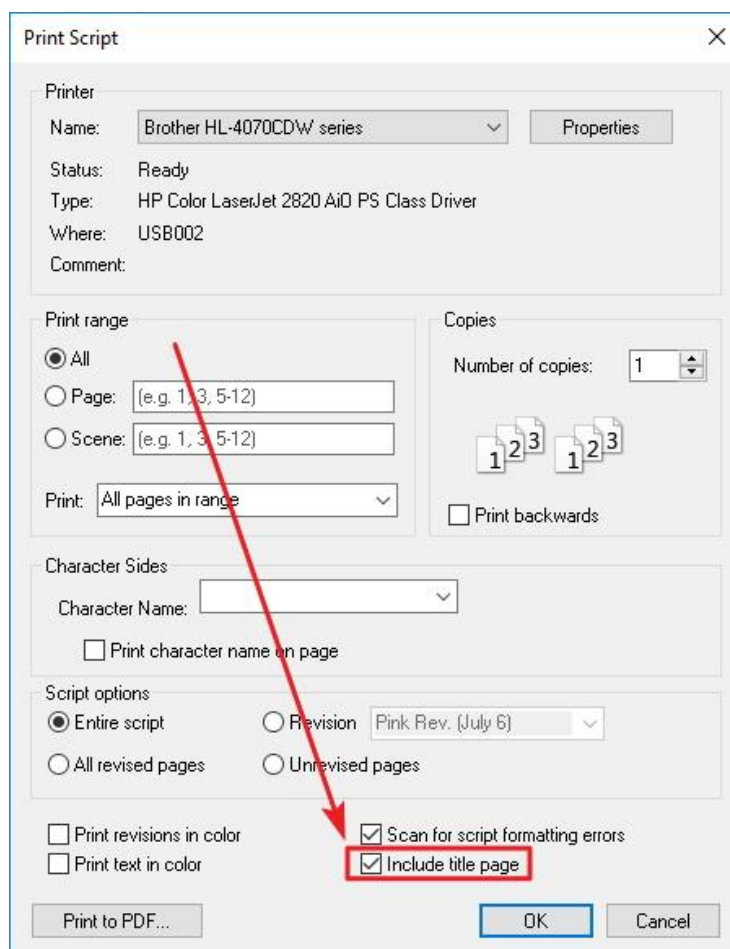 Print Script
Printer
Name: Brother HL-4070CDW series Properties
Status: Ready
Type: HP Color LaserJet 2820 AiO PS Class Driver
Where: USB002
Comment:
Print range
All
Page: (e.g. 1, 3, 5-12)
Scene: (e.g. 1, 3, 5-12)
Print: All pages in range
Copies
Number of copies: 1
1 2 3 1 2 3
Print backwards
Character Sides
Character Name:
Print character name on page
Script options
Entire script Revision Pink Rev. (July 6)
All revised pages Unrevised pages
Print revisions in color Scan for script formatting errors
Print text in color Include title page
Print to PDF... OK Cancel